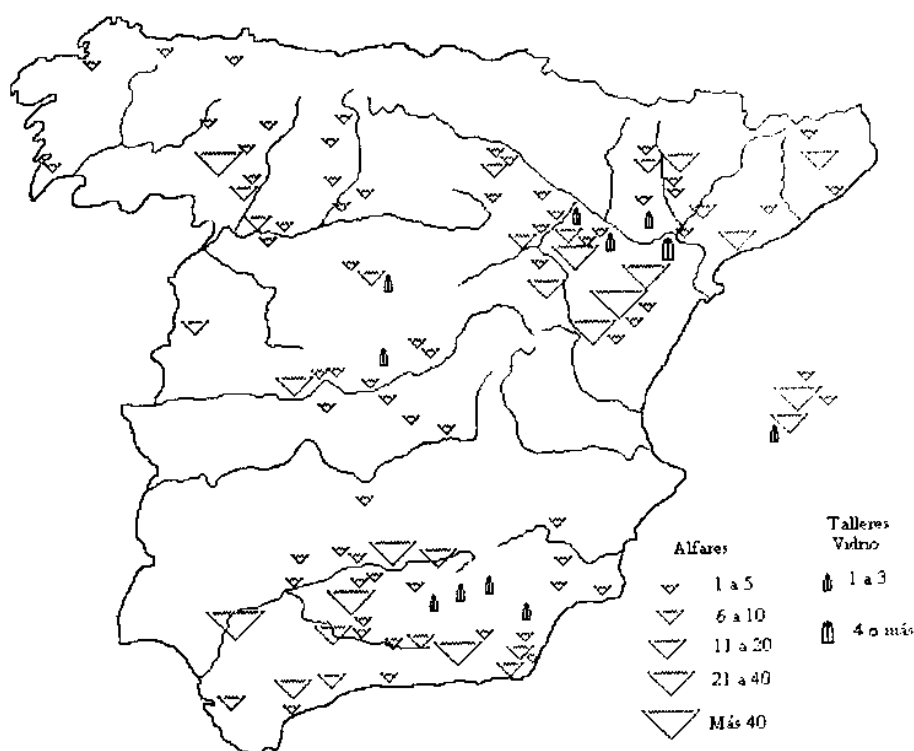 Alfares
1 a 5
6 a 10
11 a 20
21 a 40
Más 40
Talleres
Vidrio
1 a 3
4 o más